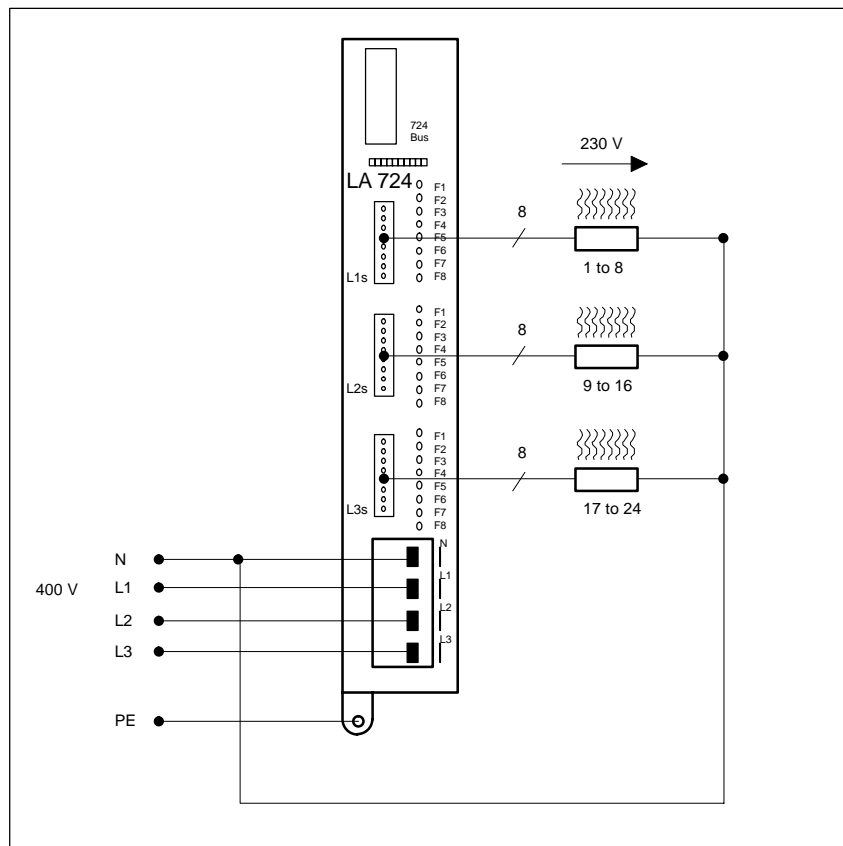 724
Bus
LA 724
230 V
F1
F2
F3
F4
F5
F6
F7
F8
L1s
8
1 to 8
F1
F2
F3
F4
F5
F6
F7
F8
L2s
8
9 to 16
F1
F2
F3
F4
F5
F6
F7
F8
L3s
8
17 to 24
400 V
N
L1
L2
L3
PE
N
L1
L2
L3